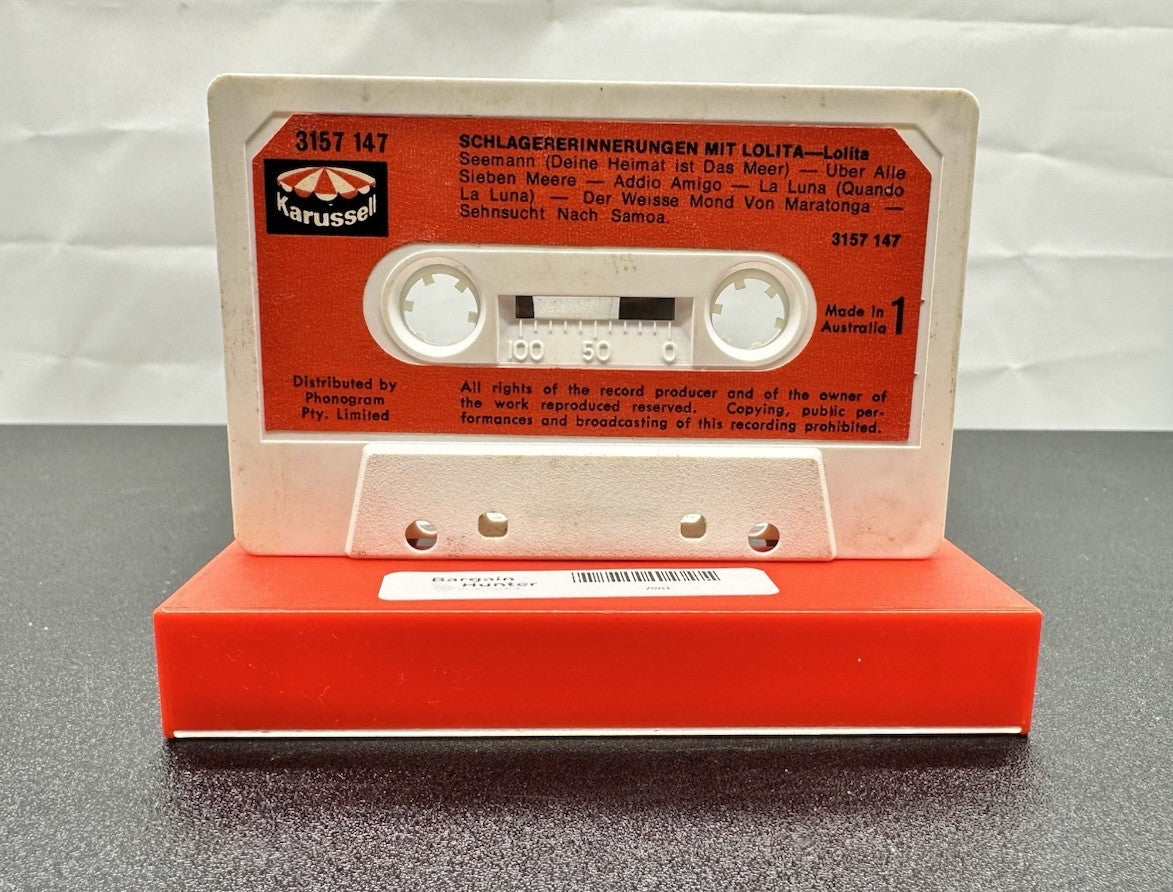 3157 147
Karussell
SCHLAGERERINNERUNGEN MIT LOLITA—Lolita
Seemann (Deine Heimat ist Das Meer) — Uber Alle
Sieben Meere — Addio Amigo — La Luna (Quando
La Luna) — Der Weisse Mond Von Maratonga —
Sehnsucht Nach Samoa.
3157 147
Made in
Australia
1
100 50 0
Distributed by
Phonogram
Pty. Limited
All rights of the record producer and of the owner of
the work reproduced reserved. Copying, public per-
formances and broadcasting of this recording prohibited.
Bargain
Hunter